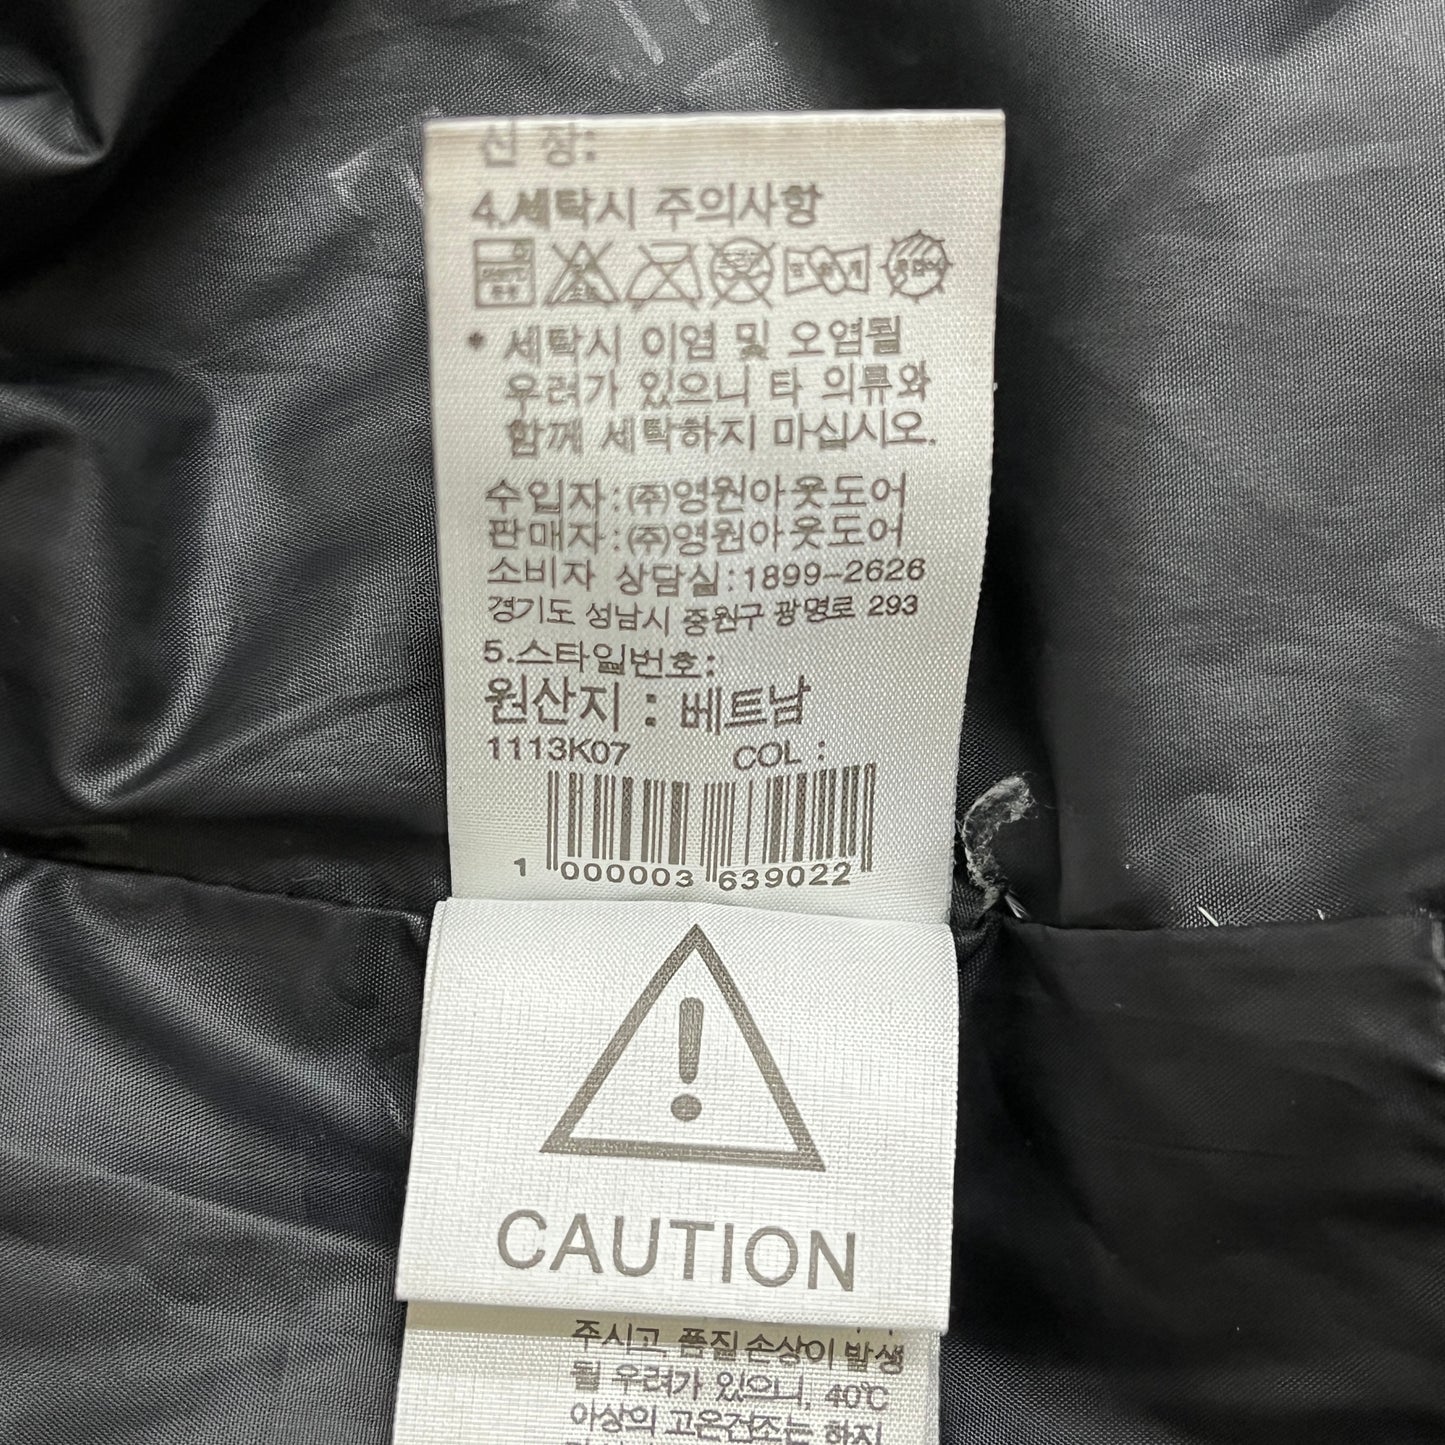 신 장:
4.세탁시 주의사항
* 세탁시 이염 및 오염될
우려가 있으니 타 의류와
함께 세탁하지 마십시오.
수입자:(주)영원아웃도어
판매자:(주)영원아웃도어
소비자 상담실:1899-2626
경기도 성남시 중원구 광명로 293
5.스타일번호:
원산지 : 베트남
1113K07 COL :
1 000003 639022
CAUTION
주시고, 품질 손상이 발생
될 우려가 있으니, 40℃
이상의 고온건조는 하지